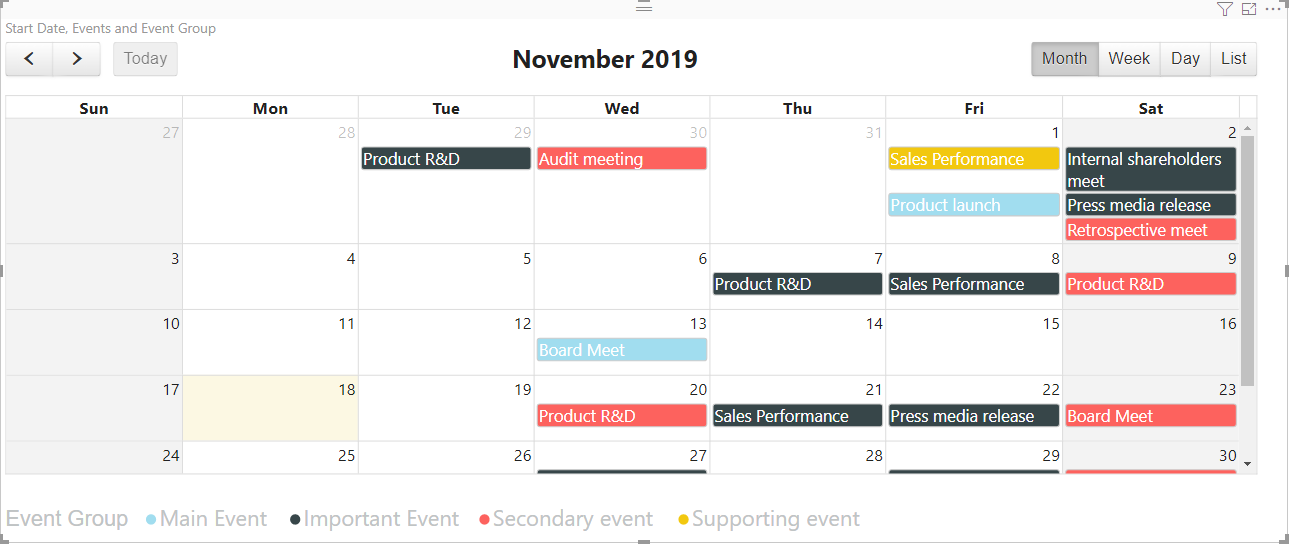 Start Date, Events and Event Group
Today
November 2019
Month Week Day List
Sun Mon Tue Wed Thu Fri Sat
27 28 29 30 31 1 2
Product R&D Audit meeting Sales Performance Internal shareholders
meet
Product launch Press media release
Retrospective meet
3 4 5 6 7 8 9
Product R&D Sales Performance Product R&D
10 11 12 13 14 15 16
Board Meet
17 18 19 20 21 22 23
Product R&D Sales Performance Press media release Board Meet
24 25 26 27 28 29 30
Event Group Main Event Important Event Secondary event Supporting event